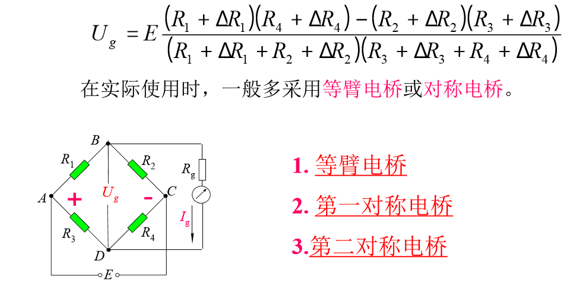 U_g = E \frac{(R_1 + ΔR_1)(R_4 + ΔR_4) − (R_2 + ΔR_2)(R_3 + ΔR_3)}{(R_1 + ΔR_1 + R_2 + ΔR_2)(R_3 + ΔR_3 + R_4 + ΔR_4)}
在实际使用时，一般多采用等臂电桥或对称电桥。
B
R1
R2
Rg
A
+
Ug
-
C
R3
R4
Ig
D
E
1. 等臂电桥
2. 第一对称电桥
3.第二对称电桥